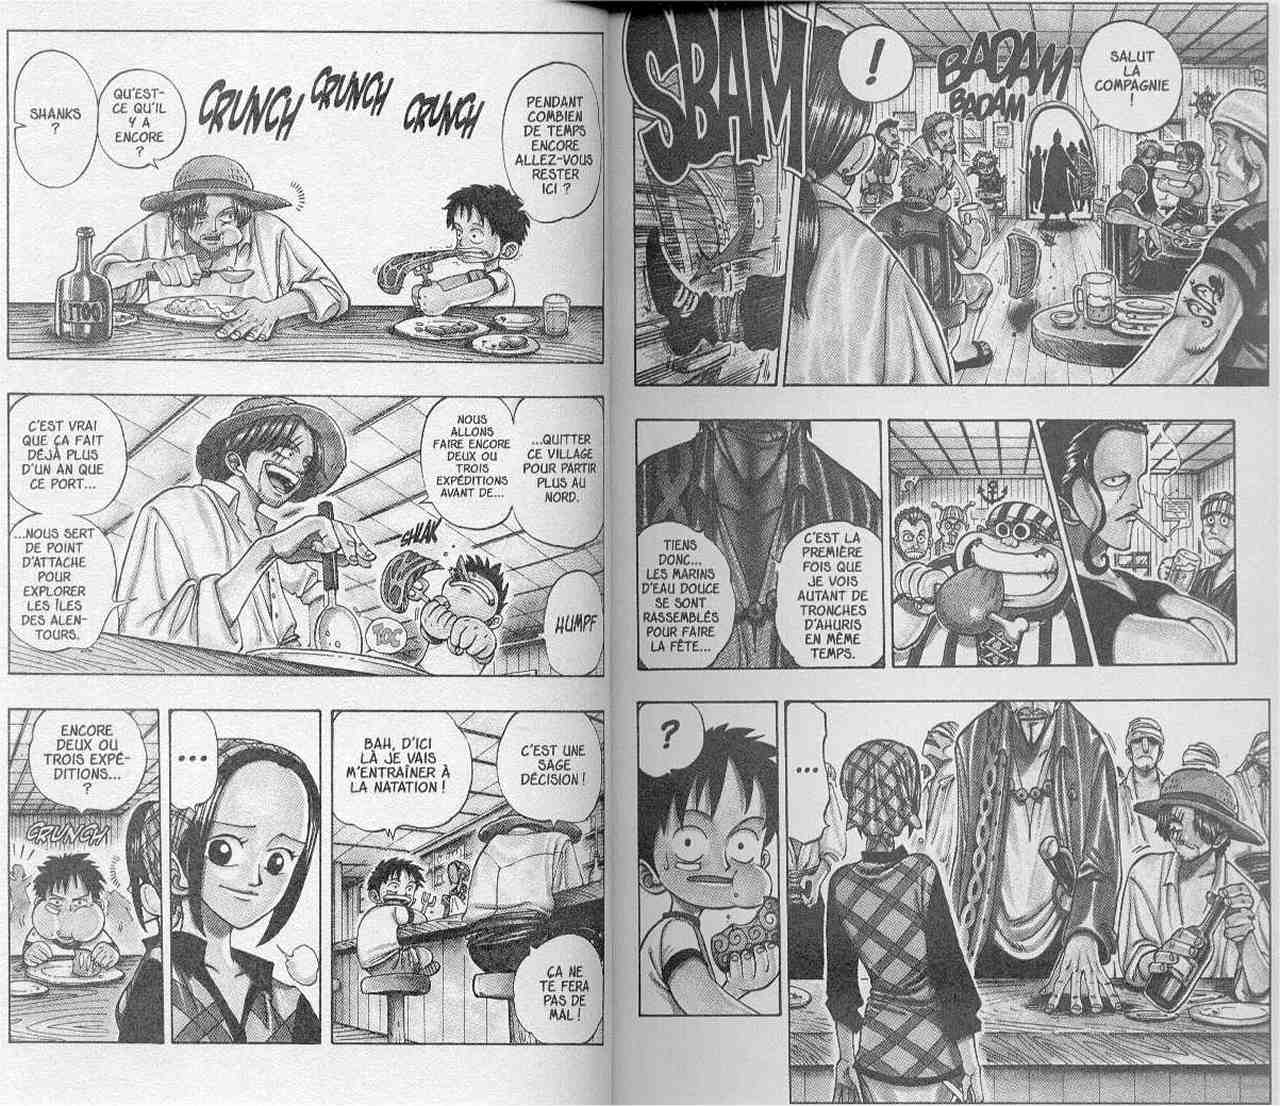 SHANKS
?
QU'EST-
CE QU'IL
Y A
ENCORE
?
CRUNCH
CRUNCH
CRUNCH
PENDANT
COMBIEN
DE TEMPS
ENCORE
ALLEZ-VOUS
RESTER
ICI ?
ITOO
C'EST VRAI
QUE ÇA FAIT
DÉJÀ PLUS
D'UN AN QUE
CE PORT...
...NOUS SERT
DE POINT
D'ATTACHE
POUR
EXPLORER
LES ÎLES
DES ALEN-
TOURS.
NOUS
ALLONS
FAIRE ENCORE
DEUX OU
TROIS
EXPÉDITIONS
AVANT DE...
...QUITTER
CE VILLAGE
POUR PARTIR
PLUS AU
NORD.
SHLAK
TOC
HUMPF
ENCORE
DEUX OU
TROIS EXPÉ-
DITIONS...
?
CRUNCH
...
BAH, D'ICI
LÀ JE VAIS
M'ENTRAÎNER À
LA NATATION !
C'EST UNE
SAGE
DÉCISION !
ÇA NE
TE FERA
PAS DE
MAL !
SBAM
!
BADAM
BADAM
SALUT
LA
COMPAGNIE
!
TIENS
DONC...
... LES MARINS
D'EAU DOUCE
SE SONT
RASSEMBLÉS
POUR FAIRE
LA FÊTE...
C'EST LA
PREMIÈRE
FOIS QUE
JE VOIS
AUTANT DE
TRONCHES
D'AHURIS
EN MÊME
TEMPS.
?
...